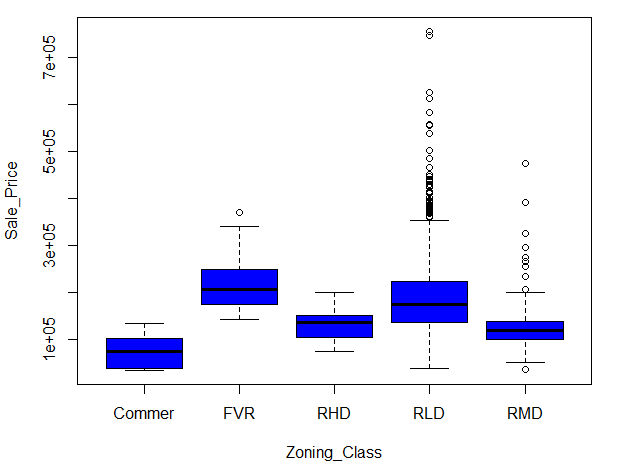 Sale_Price
7e+05
5e+05
3e+05
1e+05
Commer FVR RHD RLD RMD
Zoning_Class